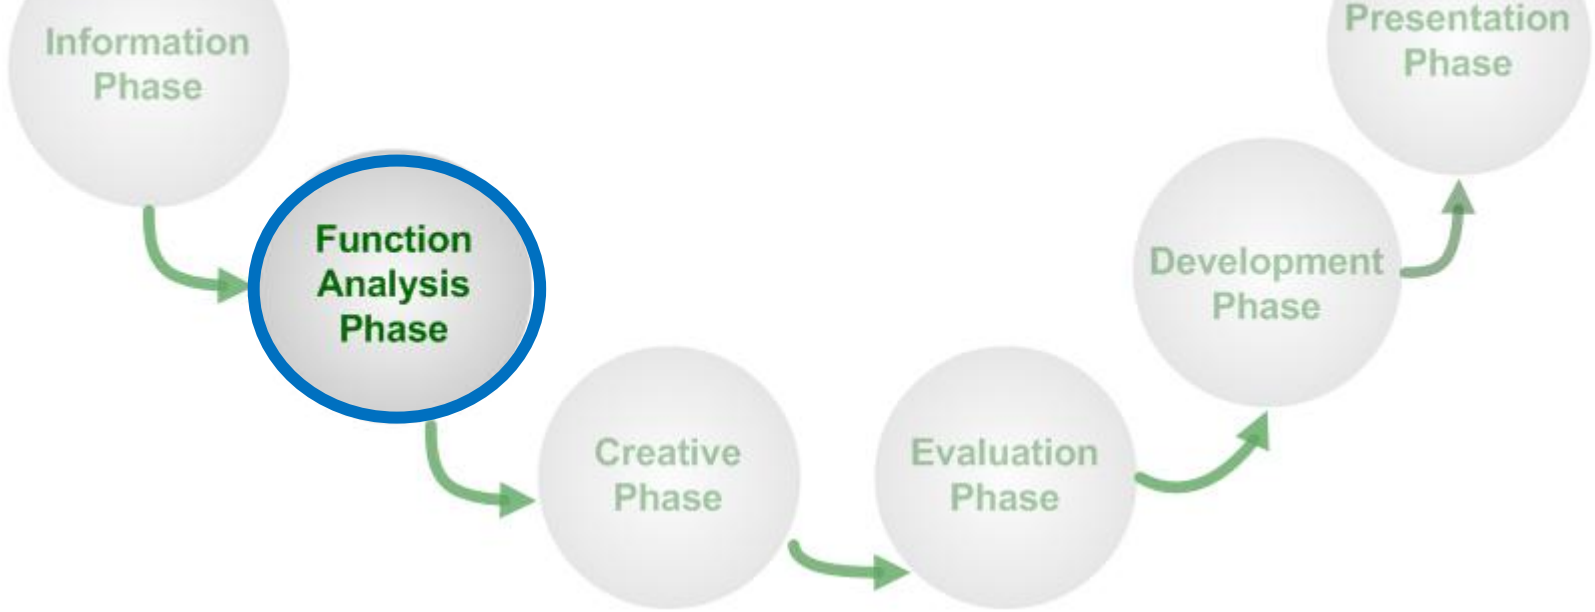 Information
Phase
Function
Analysis
Phase
Creative
Phase
Evaluation
Phase
Development
Phase
Presentation
Phase